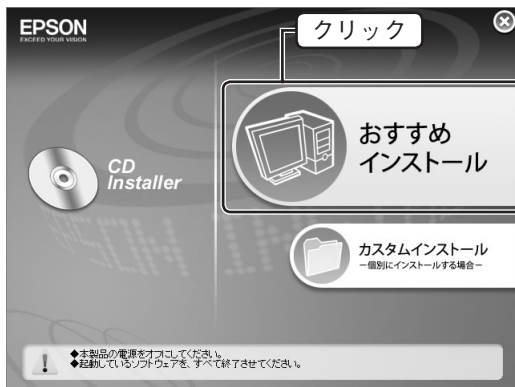 EPSON
EXCEED YOUR VISION
クリック
おすすめ
インストール
CD
Installer
カスタムインストール
－個別にインストールする場合－
◆本製品の電源をオフにしてください。
◆起動しているソフトウェアを、すべて終了させてください。